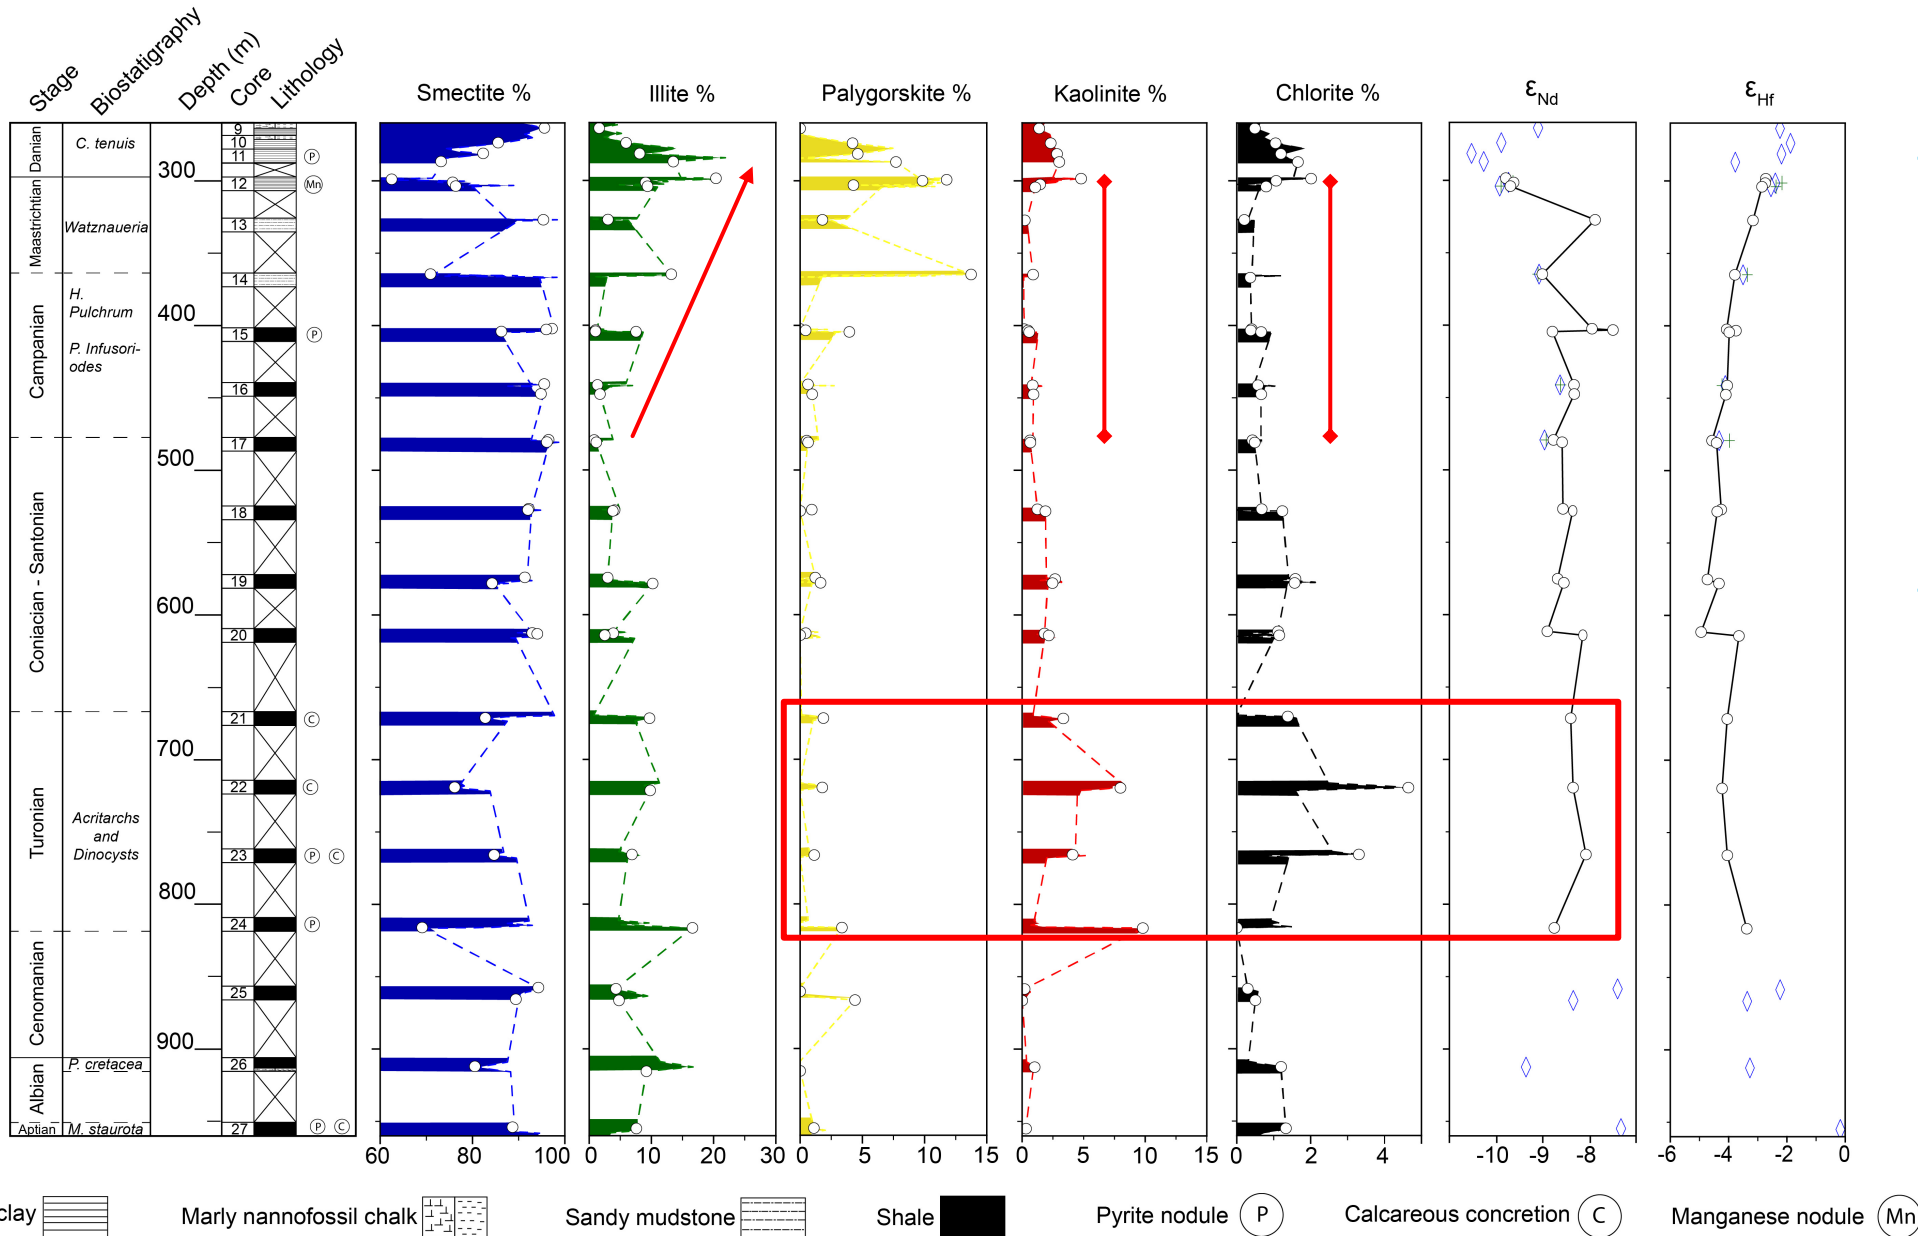 Stage
Biostatigraphy
Depth (m)
Core
Lithology
Smectite %
Illite %
Palygorskite %
Kaolinite %
Chlorite %
εNd
εHf
Danian
Maastrichtian
Campanian
Coniacian - Santonian
Turonian
Cenomanian
Albian
Aptian
C. tenuis
Watznaueria
H.
Pulchrum
P. Infusori-
odes
Acritarchs
and
Dinocysts
P. cretacea
M. staurota
300
400
500
600
700
800
900
9
10
11 P
12 Mn
13
14
15 P
16
17
18
19
20
21 C
22 C
23 P C
24 P
25
26
27 P C
60 80 100
0 10 20 30
0 5 10 15
0 5 10 15
0 2 4
-10 -9 -8
-6 -4 -2 0
clay
Marly nannofossil chalk
Sandy mudstone
Shale
Pyrite nodule P
Calcareous concretion C
Manganese nodule Mn